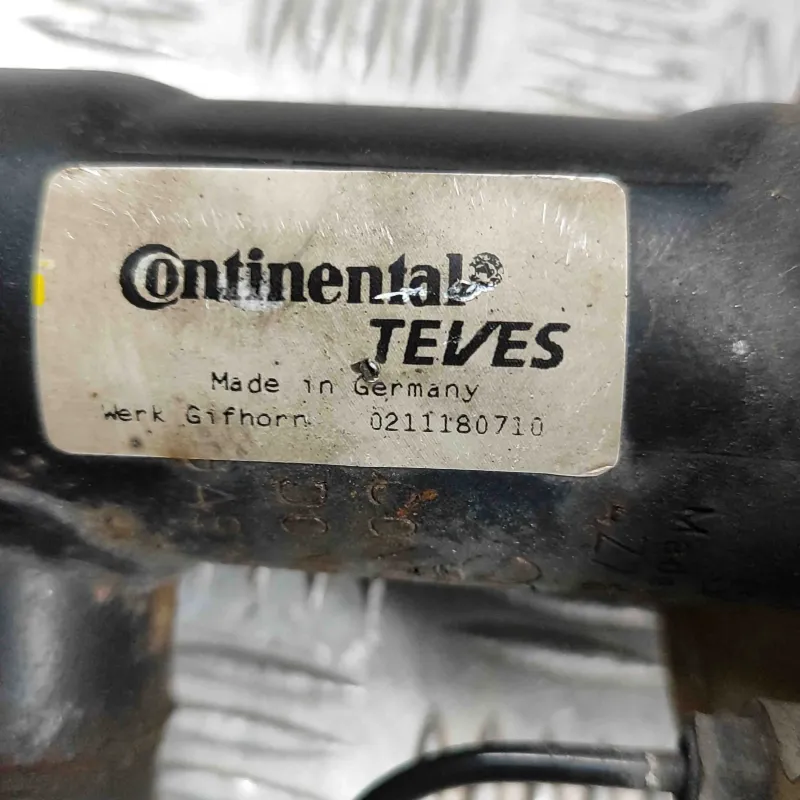 Continental
TEVES
Made in Germany
Werk Gifhorn 0211180710